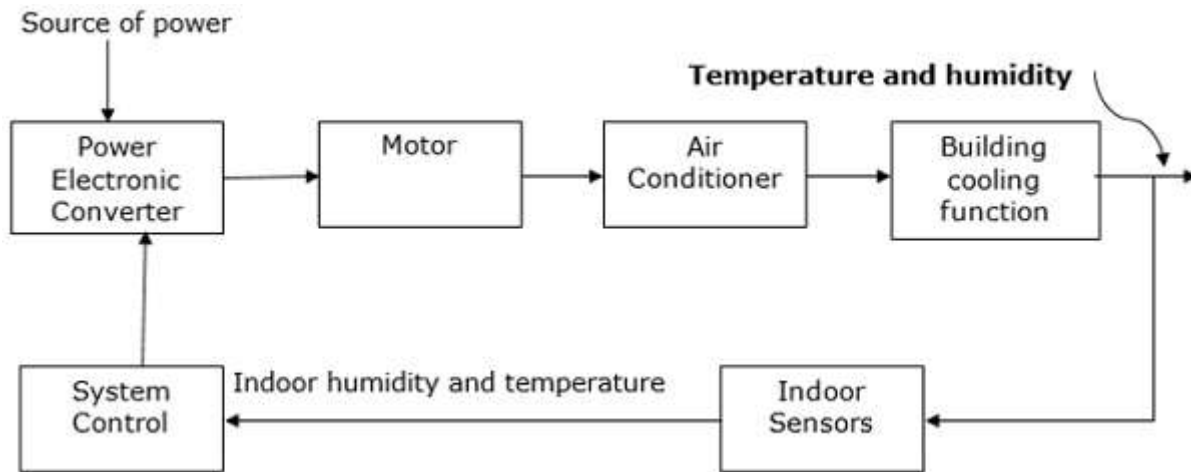 Source of power
Temperature and humidity
Power
Electronic
Converter
Motor
Air
Conditioner
Building
cooling
function
System
Control
Indoor humidity and temperature
Indoor
Sensors